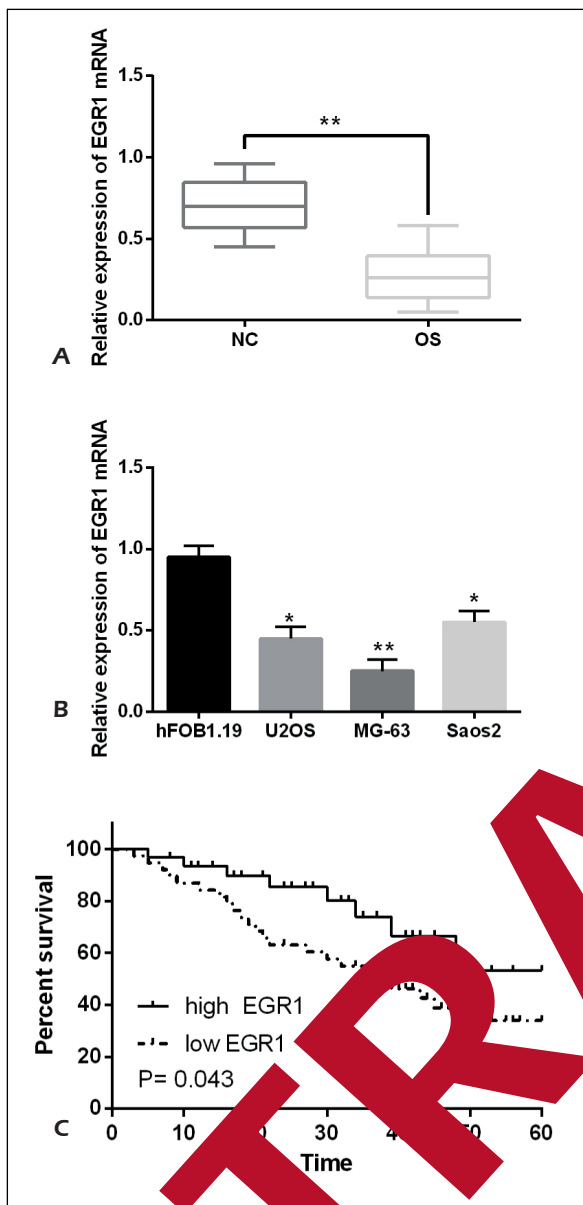 Relative expression of EGR1 mRNA
1.5
1.0
0.5
0.0
**
NC
OS
A
Relative expression of EGR1 mRNA
1.5
1.0
0.5
0.0
*
**
*
hFOB1.19
U2OS
MG-63
Saos2
B
Percent survival
100
80
60
40
20
0
high EGR1
low EGR1
P= 0.043
0
10
30
60
Time
C
TRA